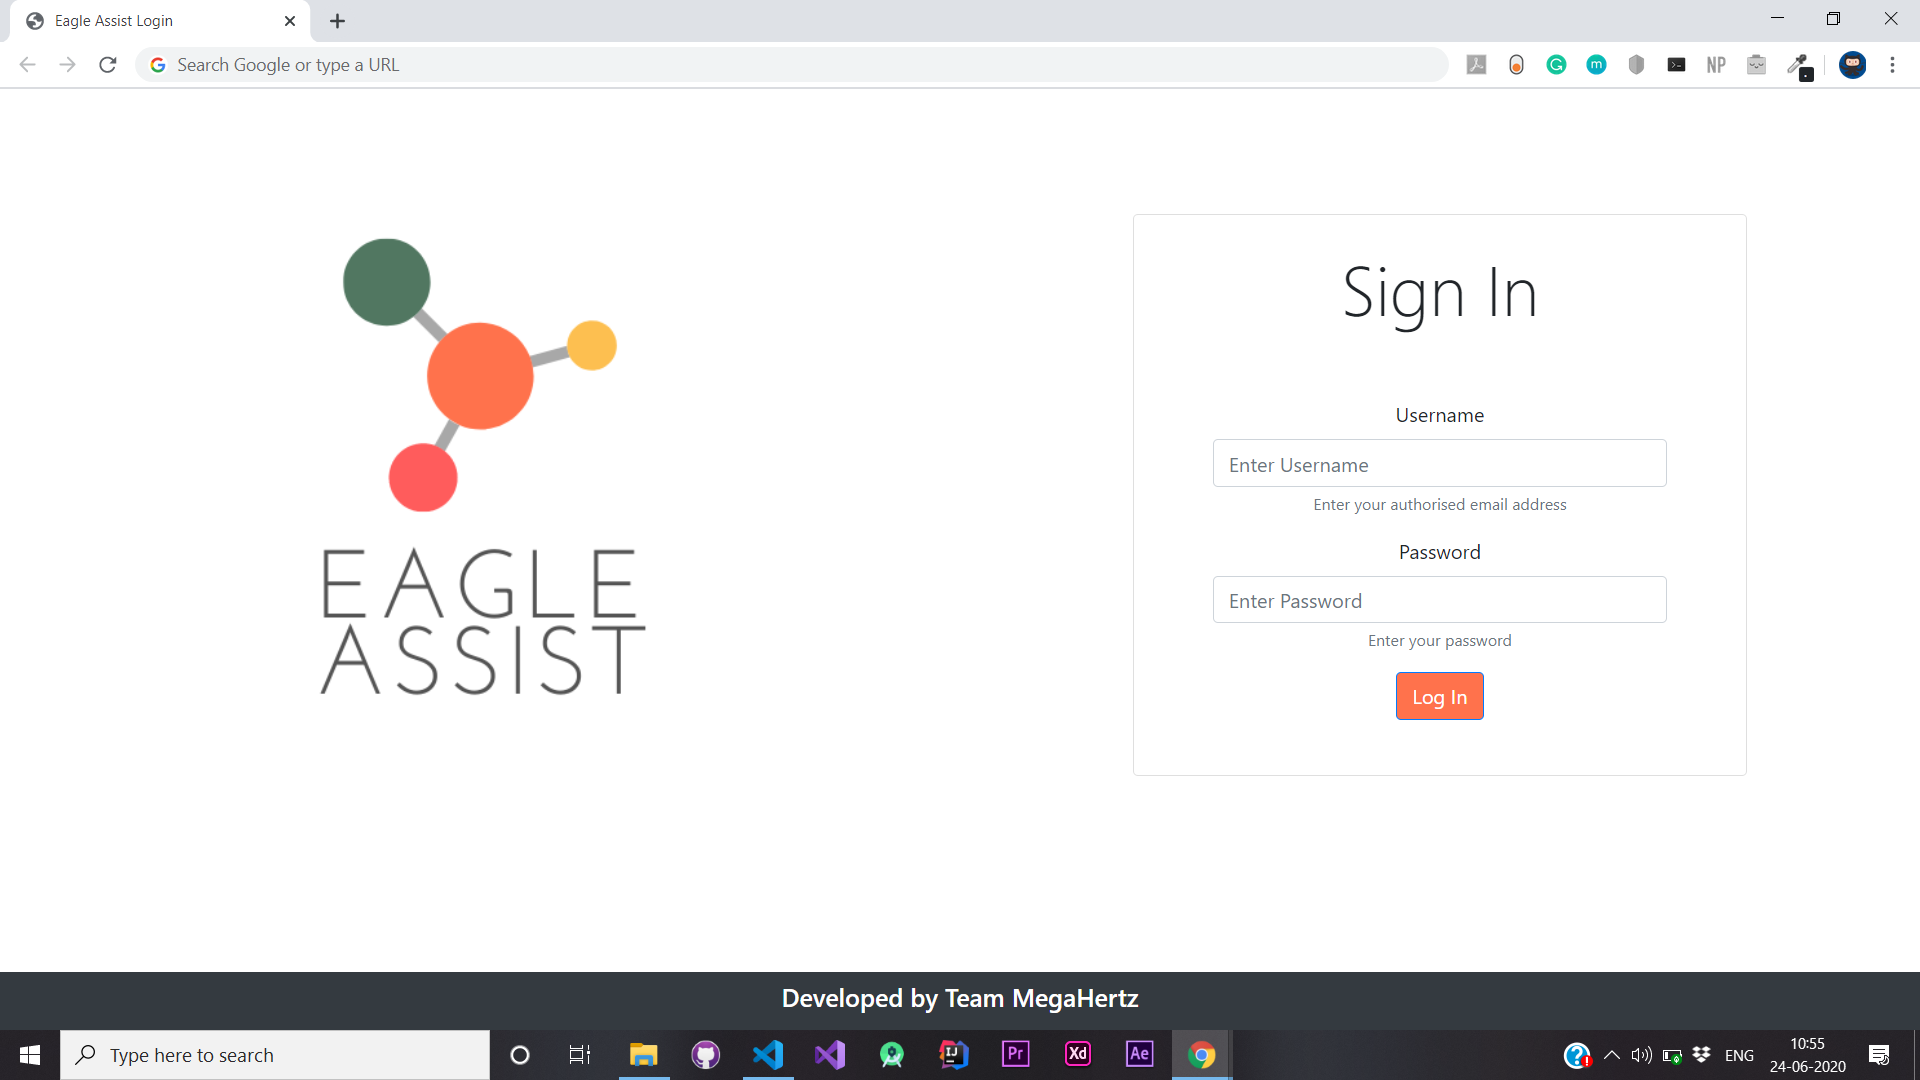 Eagle Assist Login
Search Google or type a URL
NP
EAGLE
ASSIST
Sign In
Username
Enter Username
Enter your authorised email address
Password
Enter Password
Enter your password
Log In
Developed by Team MegaHertz
Type here to search
IJ
Pr
Xd
Ae
ENG
10:55
24-06-2020